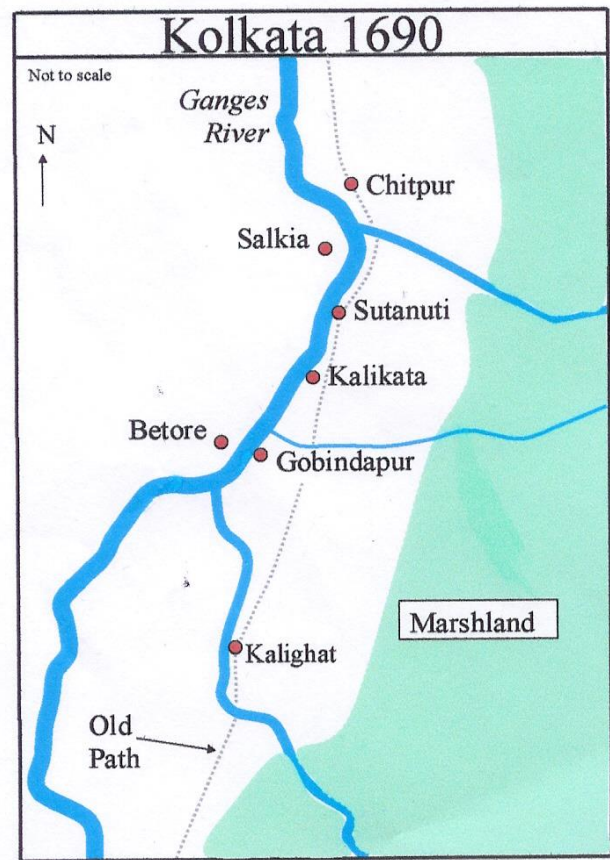 Kolkata 1690
Not to scale
Ganges
River
N
Chitpur
Salkia
Sutanuti
Kalikata
Betore
Gobindapur
Marshland
Kalighat
Old
Path